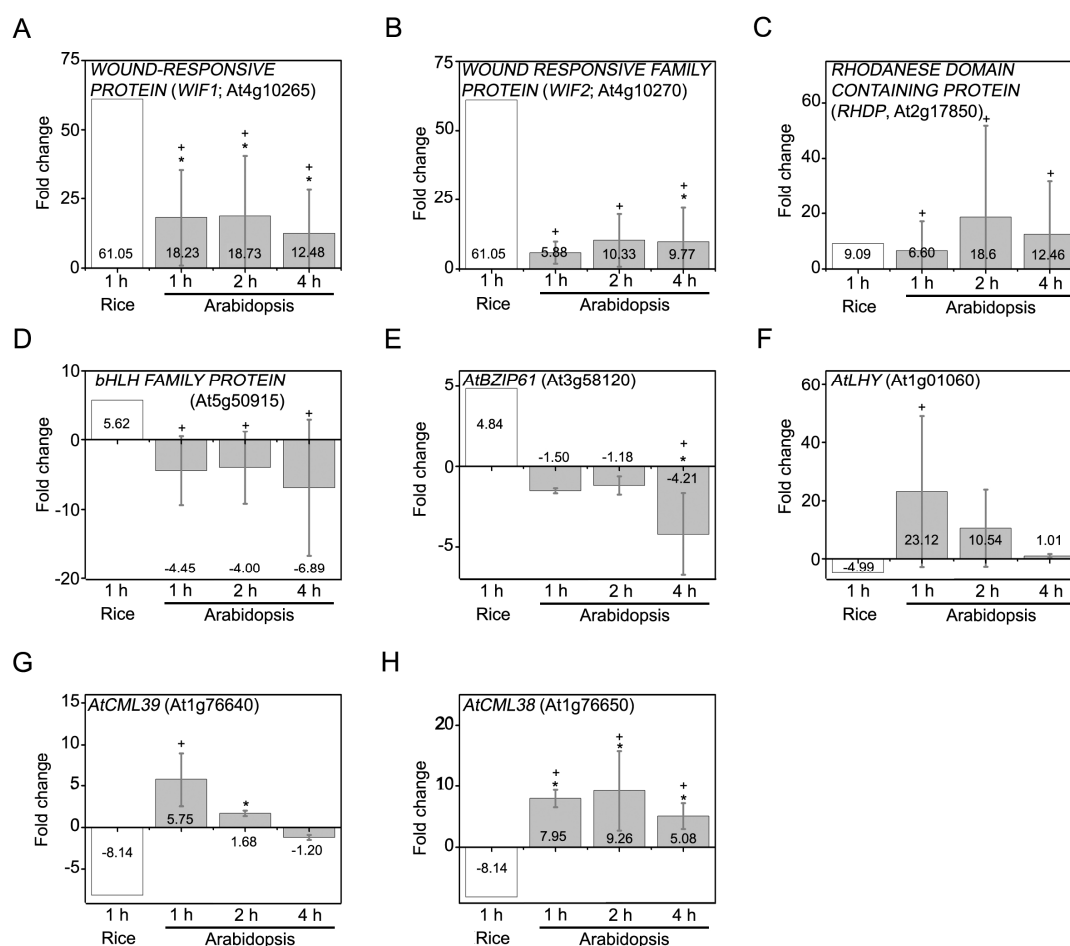 A
75
50
25
0
Fold change
WOUND-RESPONSIVE
PROTEIN (WIF1; At4g10265)
+
*
+
*
+
*
61.05
18.23
18.73
12.48
1 h
1 h
2 h
4 h
Rice
Arabidopsis
B
75
50
25
0
Fold change
WOUND RESPONSIVE FAMILY
PROTEIN (WIF2; At4g10270)
+
+
+
*
61.05
5.88
10.33
9.77
1 h
1 h
2 h
4 h
Rice
Arabidopsis
C
80
60
40
20
0
Fold change
RHODANESE DOMAIN
CONTAINING PROTEIN
(RHDP, At2g17850)
+
+
+
9.09
6.60
18.6
12.46
1 h
1 h
2 h
4 h
Rice
Arabidopsis
D
10
0
-10
-20
Fold change
bHLH FAMILY PROTEIN
(At5g50915)
5.62
+
+
+
-4.45
-4.00
-6.89
1 h
1 h
2 h
4 h
Rice
Arabidopsis
E
5
0
-5
Fold change
AtBZIP61 (At3g58120)
4.84
-1.50
-1.18
+
*
-4.21
1 h
1 h
2 h
4 h
Rice
Arabidopsis
F
60
40
20
0
Fold change
AtLHY (At1g01060)
+
-4.99
23.12
10.54
1.01
1 h
1 h
2 h
4 h
Rice
Arabidopsis
G
15
10
5
0
-5
Fold change
AtCML39 (At1g76640)
+
*
-8.14
5.75
1.68
-1.20
1 h
1 h
2 h
4 h
Rice
Arabidopsis
H
20
10
0
Fold change
AtCML38 (At1g76650)
+
*
+
*
+
*
-8.14
7.95
9.26
5.08
1 h
1 h
2 h
4 h
Rice
Arabidopsis